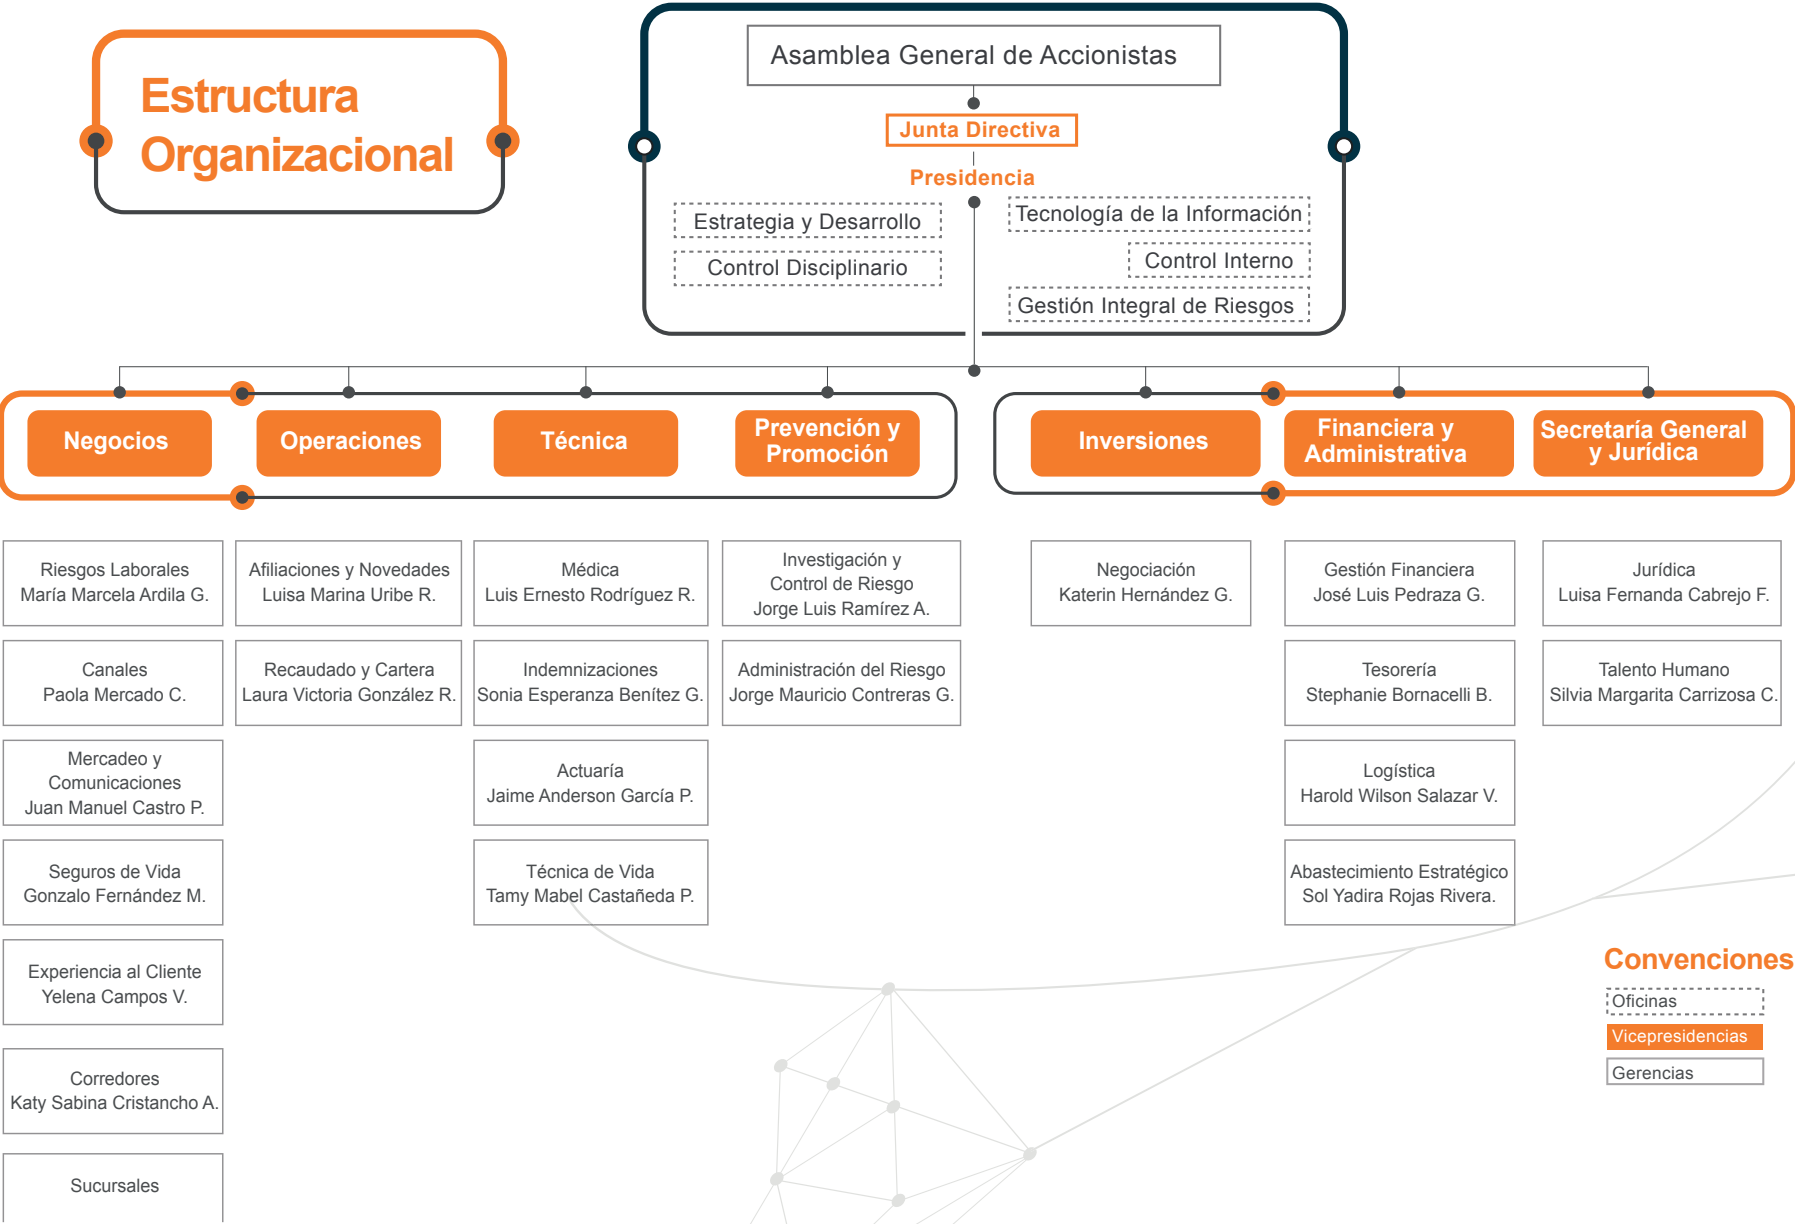 Estructura
Organizacional
Asamblea General de Accionistas
Junta Directiva
Presidencia
Estrategia y Desarrollo
Control Disciplinario
Tecnología de la Información
Control Interno
Gestión Integral de Riesgos
Negocios
Operaciones
Técnica
Prevención y
Promoción
Inversiones
Financiera y
Administrativa
Secretaría General
y Jurídica
Riesgos Laborales
María Marcela Ardila G.
Canales
Paola Mercado C.
Mercadeo y
Comunicaciones
Juan Manuel Castro P.
Seguros de Vida
Gonzalo Fernández M.
Experiencia al Cliente
Yelena Campos V.
Corredores
Katy Sabina Cristancho A.
Sucursales
Afiliaciones y Novedades
Luisa Marina Uribe R.
Recaudado y Cartera
Laura Victoria González R.
Médica
Luis Ernesto Rodríguez R.
Indemnizaciones
Sonia Esperanza Benítez G.
Actuaría
Jaime Anderson García P.
Técnica de Vida
Tamy Mabel Castañeda P.
Investigación y
Control de Riesgo
Jorge Luis Ramírez A.
Administración del Riesgo
Jorge Mauricio Contreras G.
Negociación
Katerin Hernández G.
Gestión Financiera
José Luis Pedraza G.
Tesorería
Stephanie Bornacelli B.
Logística
Harold Wilson Salazar V.
Abastecimiento Estratégico
Sol Yadira Rojas Rivera.
Jurídica
Luisa Fernanda Cabrejo F.
Talento Humano
Silvia Margarita Carrizosa C.
Convenciones
Oficinas
Vicepresidencias
Gerencias